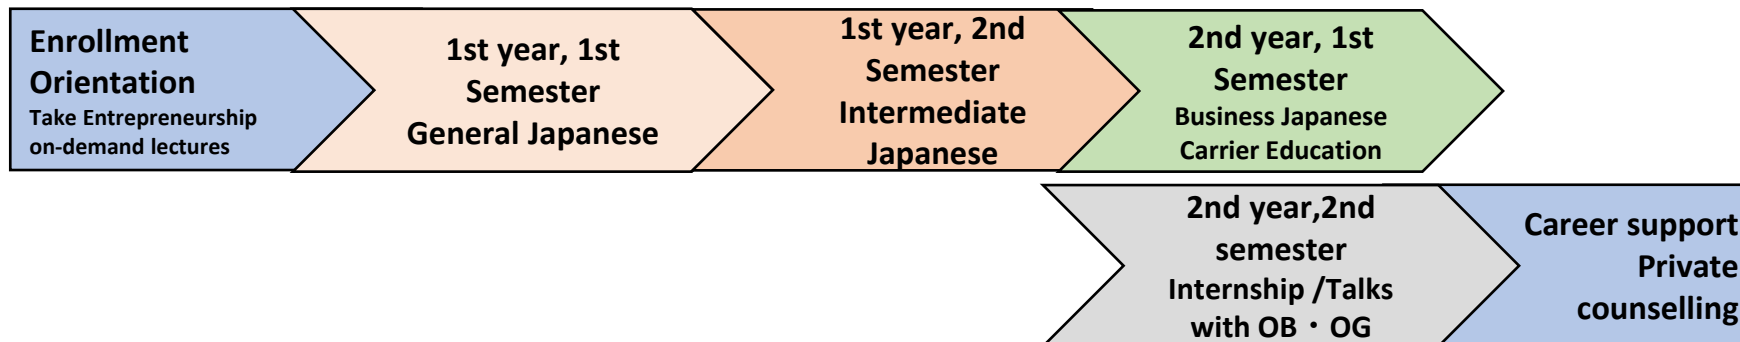 Enrollment
Orientation
Take Entrepreneurship
on-demand lectures
1st year, 1st
Semester
General Japanese
1st year, 2nd
Semester
Intermediate
Japanese
2nd year, 1st
Semester
Business Japanese
Carrier Education
2nd year,2nd
semester
Internship /Talks
with OB・OG
Career support
Private
counselling